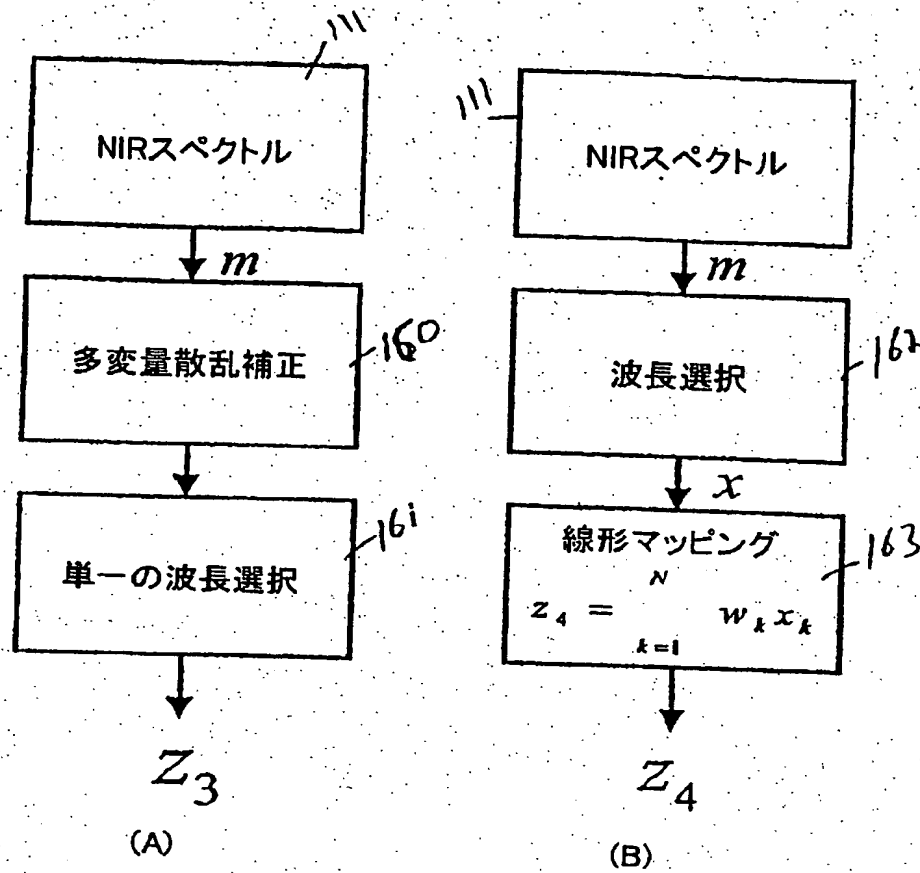 111
NIRスペクトル
m
多変量散乱補正
160
単一の波長選択
161
Z3
(A)
111
NIRスペクトル
m
波長選択
162
x
線形マッピング
N
z4 = wkxk
k=1
163
Z4
(B)